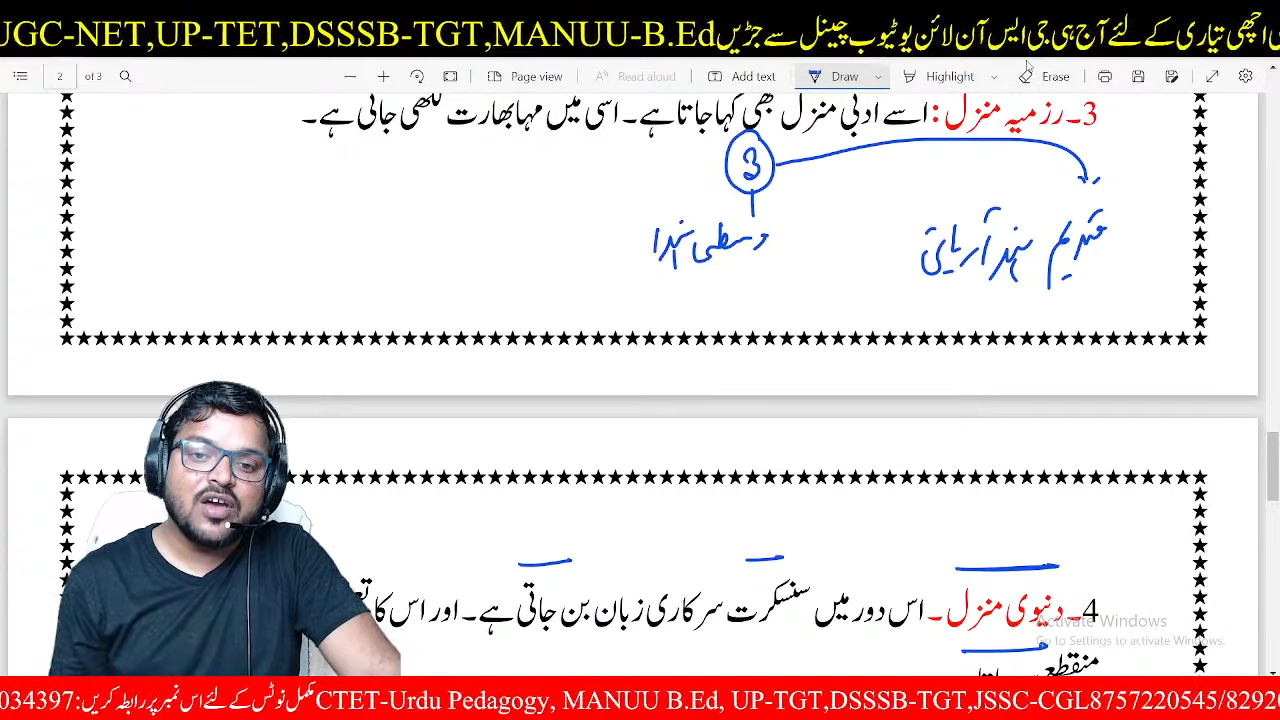 UGC-NET,UP-TET,DSSSB-TGT,MANUU-B.Ed اچھی تیاری کے لئے آج ہی جی ایس آن لائن یوٹیوب چینل سے جڑیں
2 of 3 Page view Read aloud Add text Draw Highlight Erase
3۔رزمیہ منزل : اسے ادبی منزل بھی کہا جاتا ہے۔ اسی میں مہابھارت لکھی جاتی ہے۔
3
قدیم ہند آریائی
وسطی ہند ا
4۔ دنیوی منزل ۔ اس دور میں سنسکرت سرکاری زبان بن جاتی ہے۔ اور اس کا
منقطع
Activate Windows
Go to Settings to activate Windows.
034397 مکمل نوٹس کے لئے اس نمبر پر رابطہ کریں: CTET-Urdu Pedagogy, MANUU B.Ed, UP-TGT,DSSSB-TGT,JSSC-CGL8757220545/8292